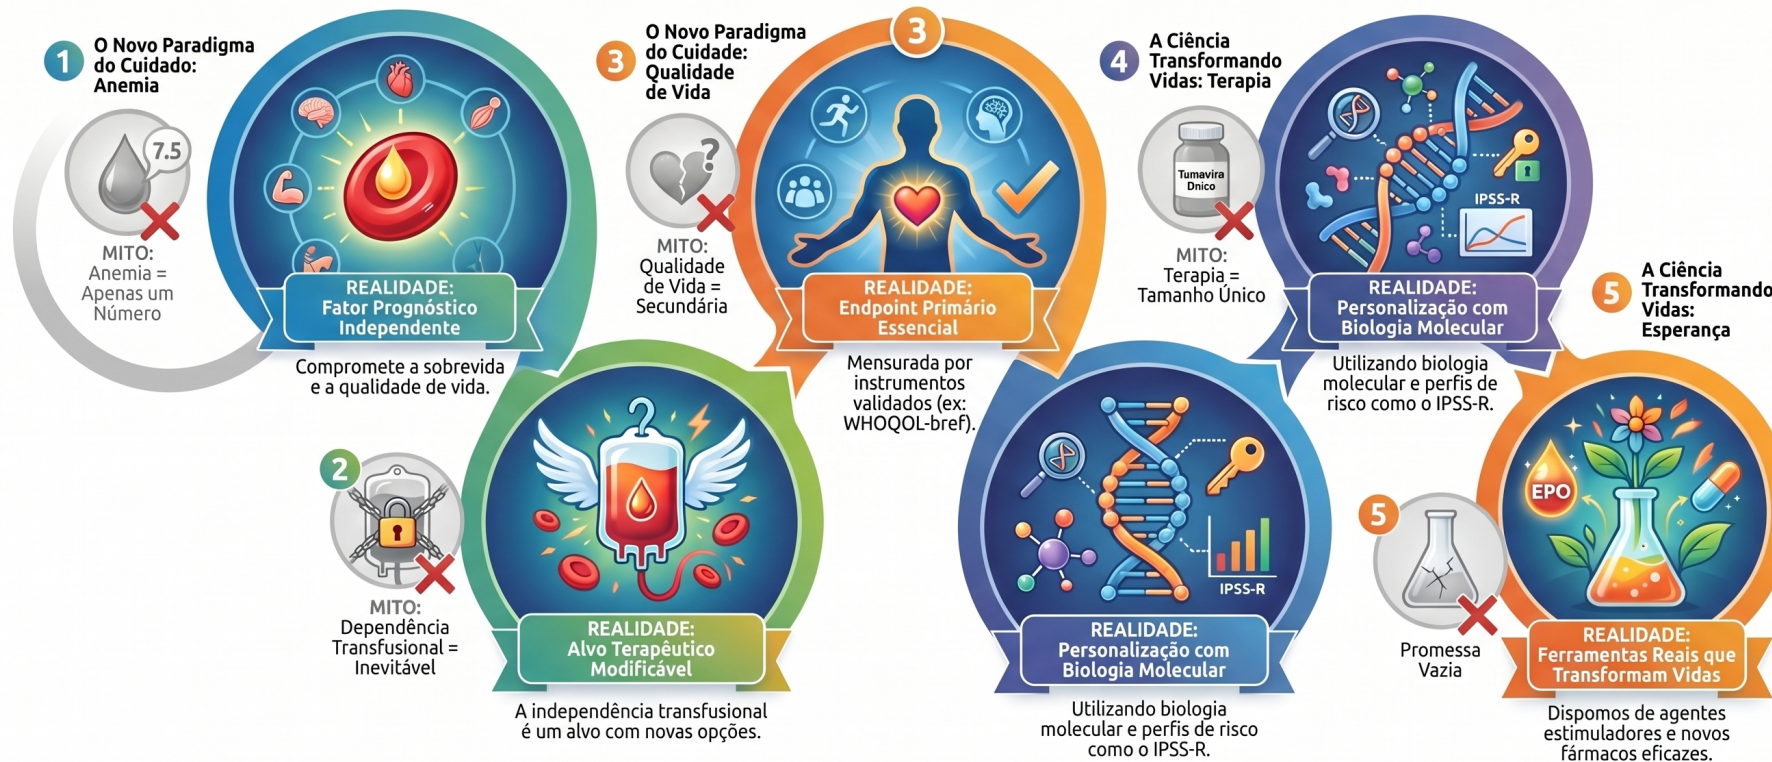 1
O Novo Paradigma
do Cuidado:
Anemia
7.5
MITO:
Anemia =
Apenas um
Número
REALIDADE:
Fator Prognóstico
Independente
Compromete a sobrevida
e a qualidade de vida.
2
MITO:
Dependência
Transfusional =
Inevitável
REALIDADE:
Alvo Terapêutico
Modificável
A independência transfusional
é um alvo com novas opções.
3
O Novo Paradigma
do Cuidade:
Qualidade
de Vida
3
?
MITO:
Qualidade
de Vida =
Secundária
REALIDADE:
Endpoint Primário
Essencial
Mensurada por
instrumentos
validados (ex:
WHOQOL-bref).
4
A Ciência
Transformando
Vidas: Terapia
Tumavira
Dnico
MITO:
Terapia =
Tamanho Único
IPSS-R
REALIDADE:
Personalização com
Biologia Molecular
Utilizando biologia
molecular e perfis de
risco como o IPSS-R.
IPSS-R
REALIDADE:
Personalização com
Biologia Molecular
Utilizando biologia
molecular e perfis de risco
como o IPSS-R.
5
A Ciência
Transformando
Vidas:
Esperança
5
Promessa
Vazia
EPO
REALIDADE:
Ferramentas Reais que
Transformam Vidas
Dispomos de agentes
estimuladores e novos
fármacos eficazes.